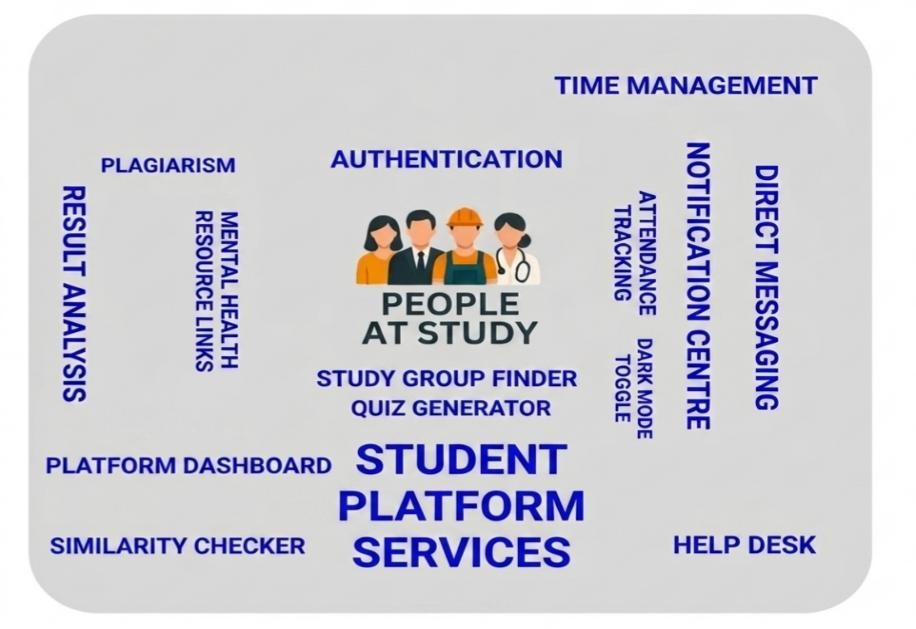 TIME MANAGEMENT
PLAGIARISM
AUTHENTICATION
RESULT ANALYSIS
MENTAL HEALTH
RESOURCE LINKS
ATTENDANCE
TRACKING
NOTIFICATION CENTRE
DIRECT MESSAGING
PEOPLE
AT STUDY
DARK MODE
TOGGLE
STUDY GROUP FINDER
QUIZ GENERATOR
PLATFORM DASHBOARD
STUDENT
PLATFORM
SERVICES
SIMILARITY CHECKER
HELP DESK